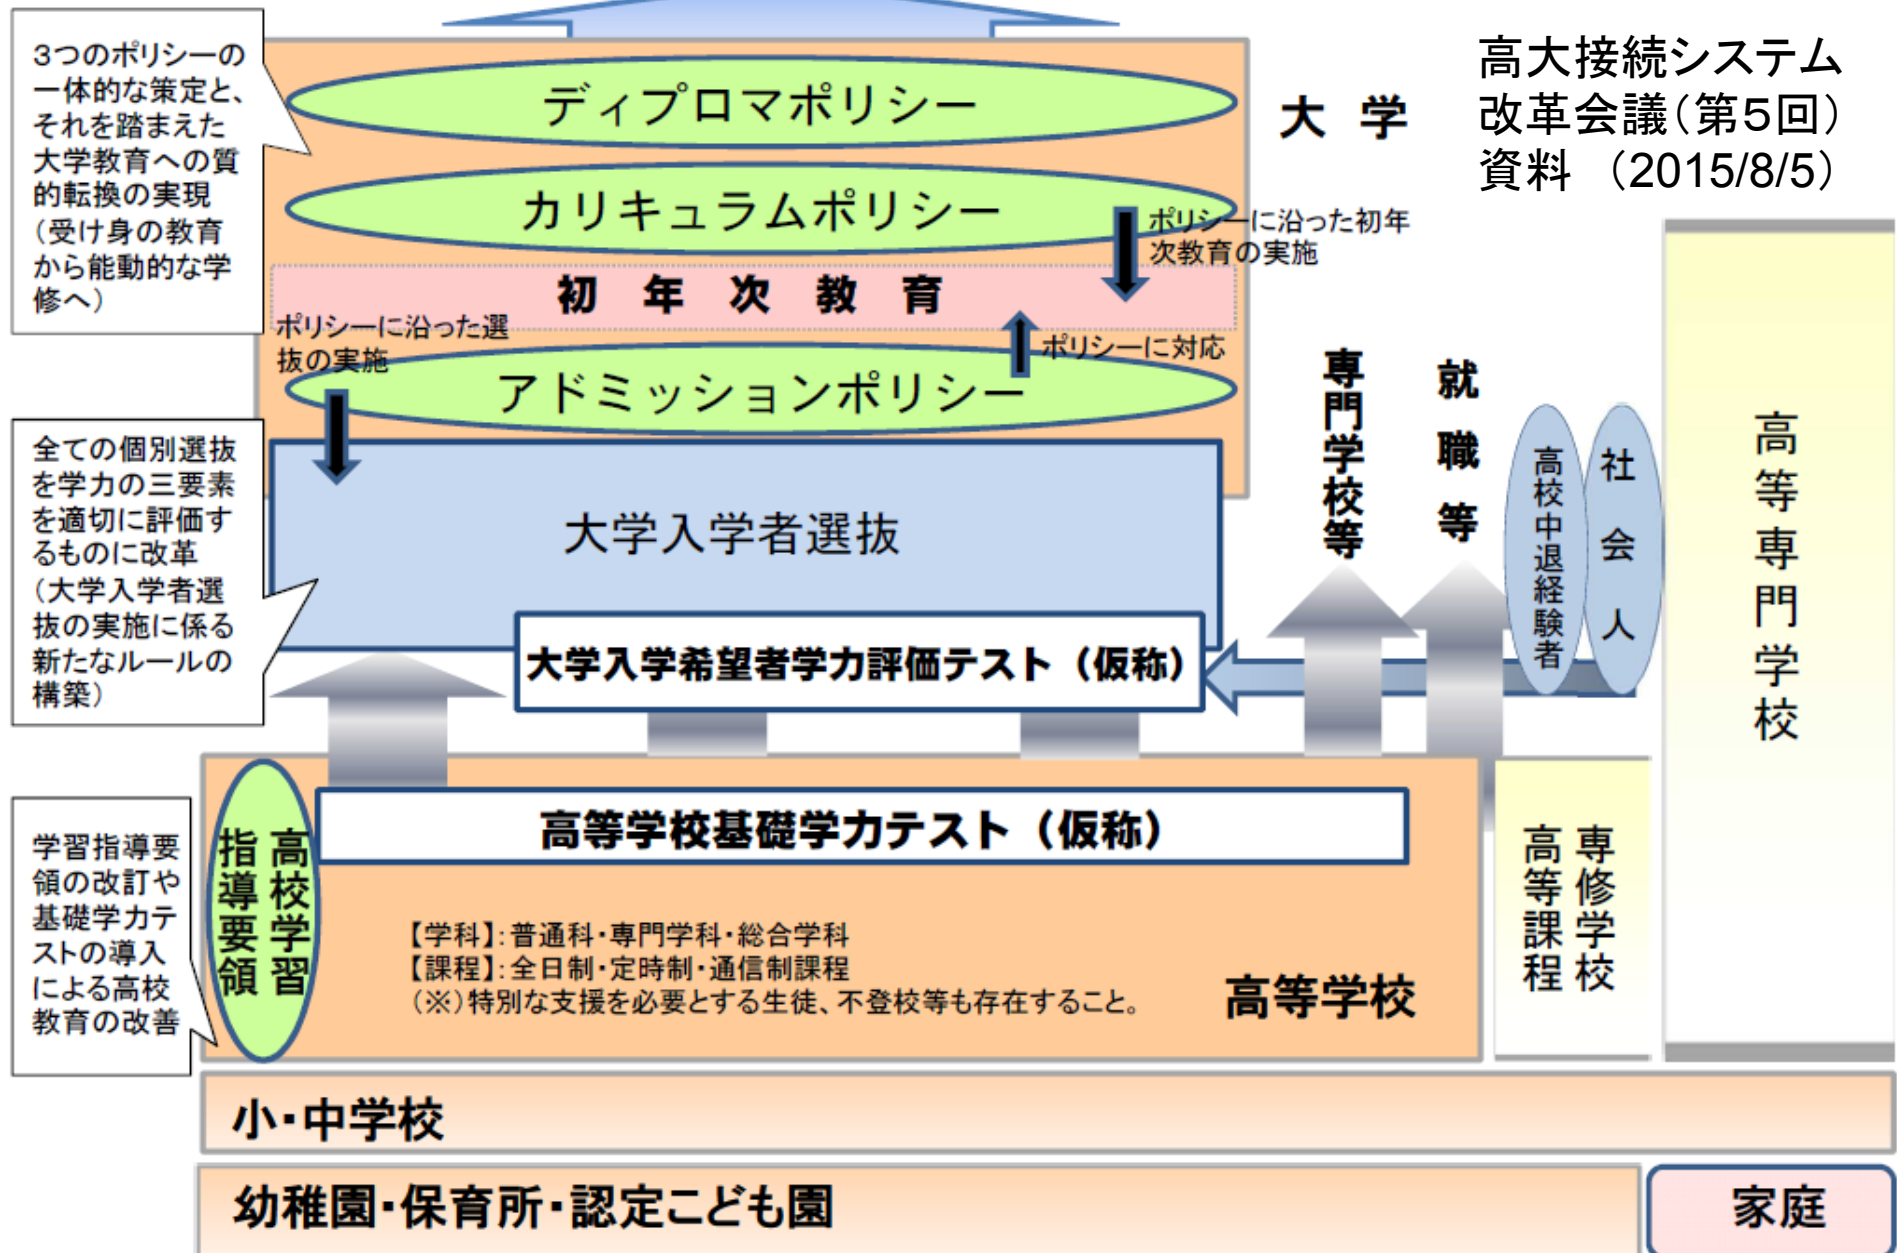 3つのポリシーの
一体的な策定と、
それを踏まえた
大学教育への質
的転換の実現
（受け身の教育
から能動的な学
修へ）
ディプロマポリシー
大 学
高大接続システム
改革会議（第５回）
資料 （2015/8/5）
カリキュラムポリシー
ポリシーに沿った初年
次教育の実施
初 年 次 教 育
ポリシーに沿った選
抜の実施
ポリシーに対応
アドミッションポリシー
全ての個別選抜
を学力の三要素
を適切に評価す
るものに改革
（大学入学者選
抜の実施に係る
新たなルールの
構築）
大学入学者選抜
大学入学希望者学力評価テスト（仮称）
専門学校等
就職等
高校中退経験者
社会人
高等専門学校
学習指導要
領の改訂や
基礎学力テ
ストの導入
による高校
教育の改善
高校学習
指導要領
高等学校基礎学力テスト（仮称）
【学科】：普通科・専門学科・総合学科
【課程】：全日制・定時制・通信制課程
（※）特別な支援を必要とする生徒、不登校等も存在すること。
高等学校
専修学校
高等課程
小・中学校
幼稚園・保育所・認定こども園
家庭